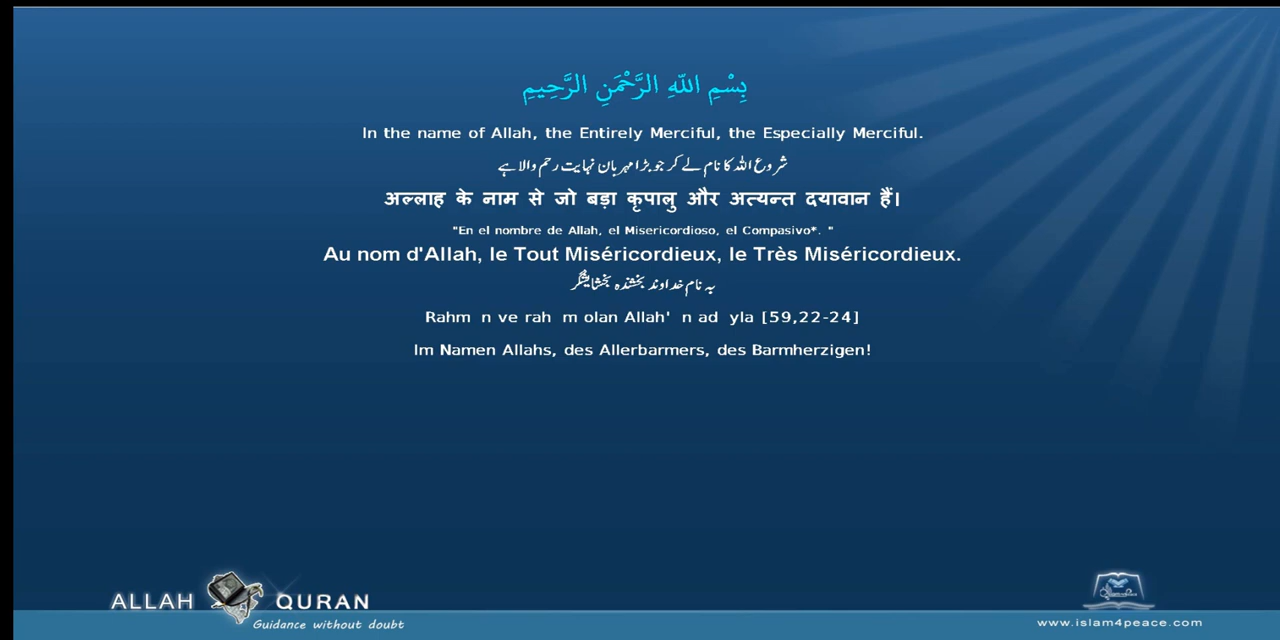 بِسْمِ اللّهِ الرَّحْمَنِ الرَّحِيمِ
In the name of Allah, the Entirely Merciful, the Especially Merciful.
شروع اللہ کا نام لے کر جو بڑا مہربان نہایت رحم والا ہے
अल्लाह के नाम से जो बड़ा कृपालु और अत्यन्त दयावान हैं।
"En el nombre de Allah, el Misericordioso, el Compasivo*. "
Au nom d'Allah, le Tout Miséricordieux, le Très Miséricordieux.
به نام خداوند بخشنده بخشایشگر
Rahm n ve rah m olan Allah' n ad yla [59,22-24]
Im Namen Allahs, des Allerbarmers, des Barmherzigen!
ALLAH QURAN
Guidance without doubt
www.islam4peace.com